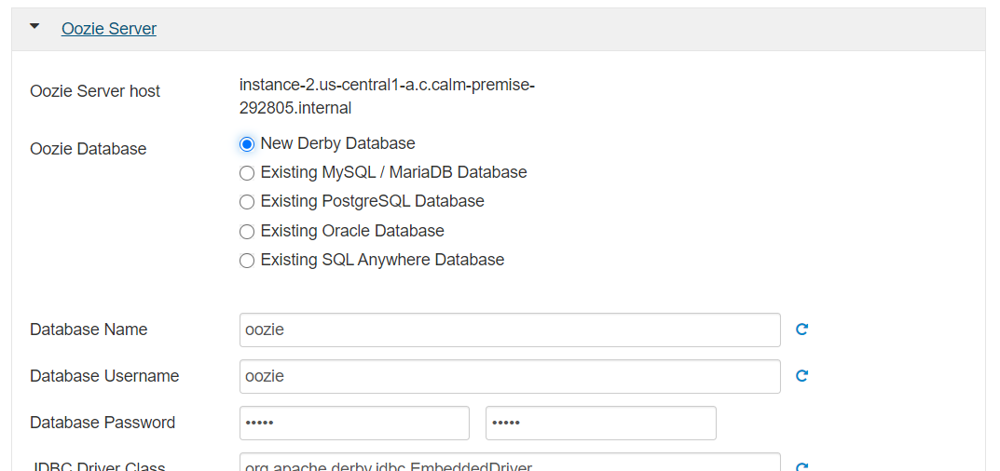 Oozie Server
Oozie Server host
instance-2.us-central1-a.c.calm-premise-
292805.internal
Oozie Database
New Derby Database
Existing MySQL / MariaDB Database
Existing PostgreSQL Database
Existing Oracle Database
Existing SQL Anywhere Database
Database Name
oozie
Database Username
oozie
Database Password
••••• •••••
JDBC Driver Class
org.apache.derby.jdbc.EmbeddedDriver